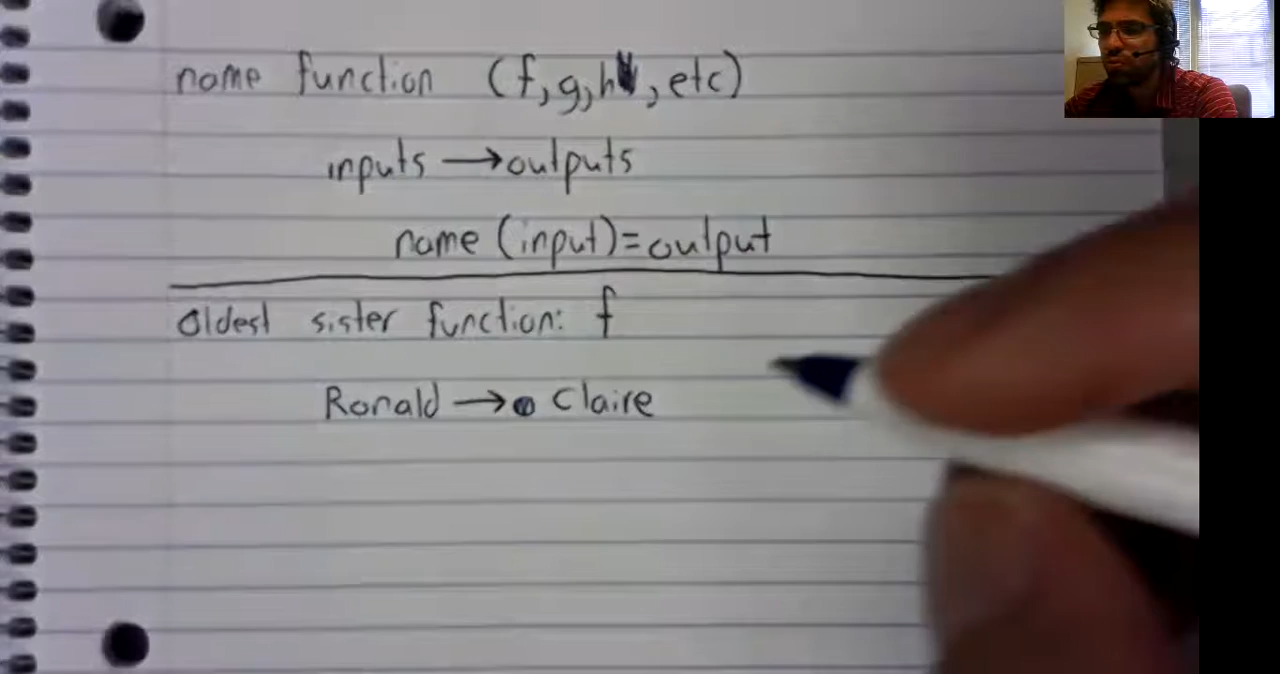 name function (f,g,h, etc)
inputs → outputs
name (input)=output
Oldest sister function: f
Ronald → Claire